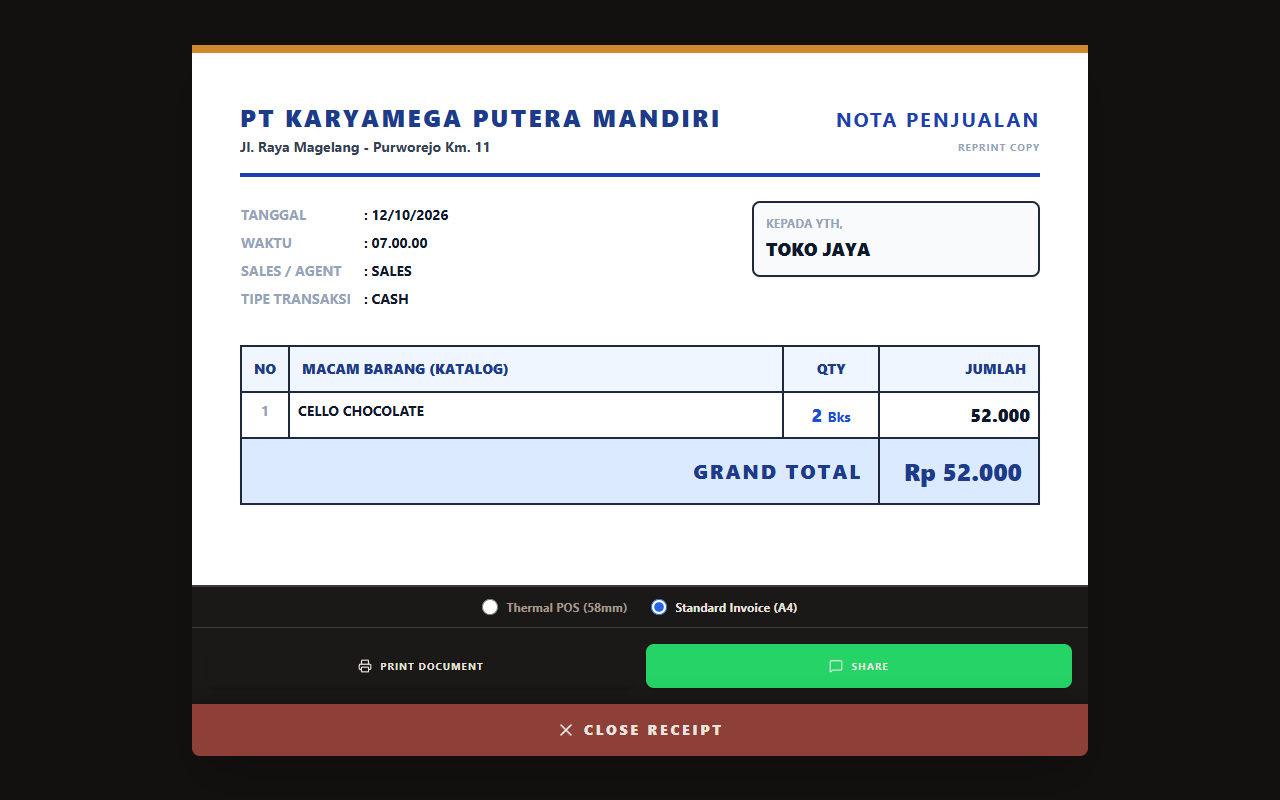 PT KARYAMEGA PUTERA MANDIRI
NOTA PENJUALAN
Jl. Raya Magelang - Purworejo Km. 11
REPRINT COPY
TANGGAL : 12/10/2026
WAKTU : 07.00.00
SALES / AGENT : SALES
TIPE TRANSAKSI : CASH
KEPADA YTH,
TOKO JAYA
NO MACAM BARANG (KATALOG) QTY JUMLAH
1 CELLO CHOCOLATE 2 Bks 52.000
GRAND TOTAL Rp 52.000
Thermal POS (58mm) Standard Invoice (A4)
PRINT DOCUMENT SHARE
CLOSE RECEIPT